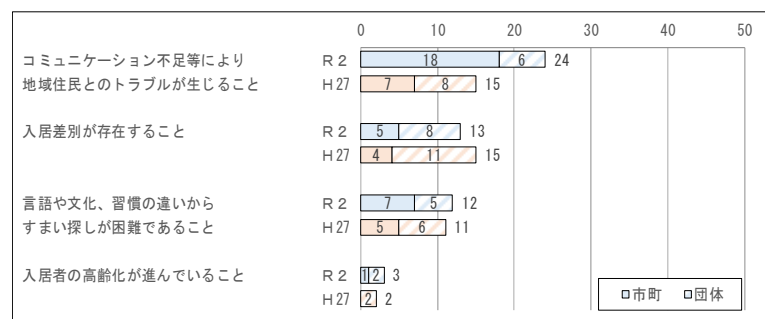 0 10 20 30 40 50
コミュニケーション不足等により R2 18 6 24
地域住民とのトラブルが生じること H27 7 8 15
入居差別が存在すること R2 5 8 13
H27 4 11 15
言語や文化、習慣の違いから R2 7 5 12
すまい探しが困難であること H27 5 6 11
入居者の高齢化が進んでいること R2 1 2 3
H27 2 2
市町 団体